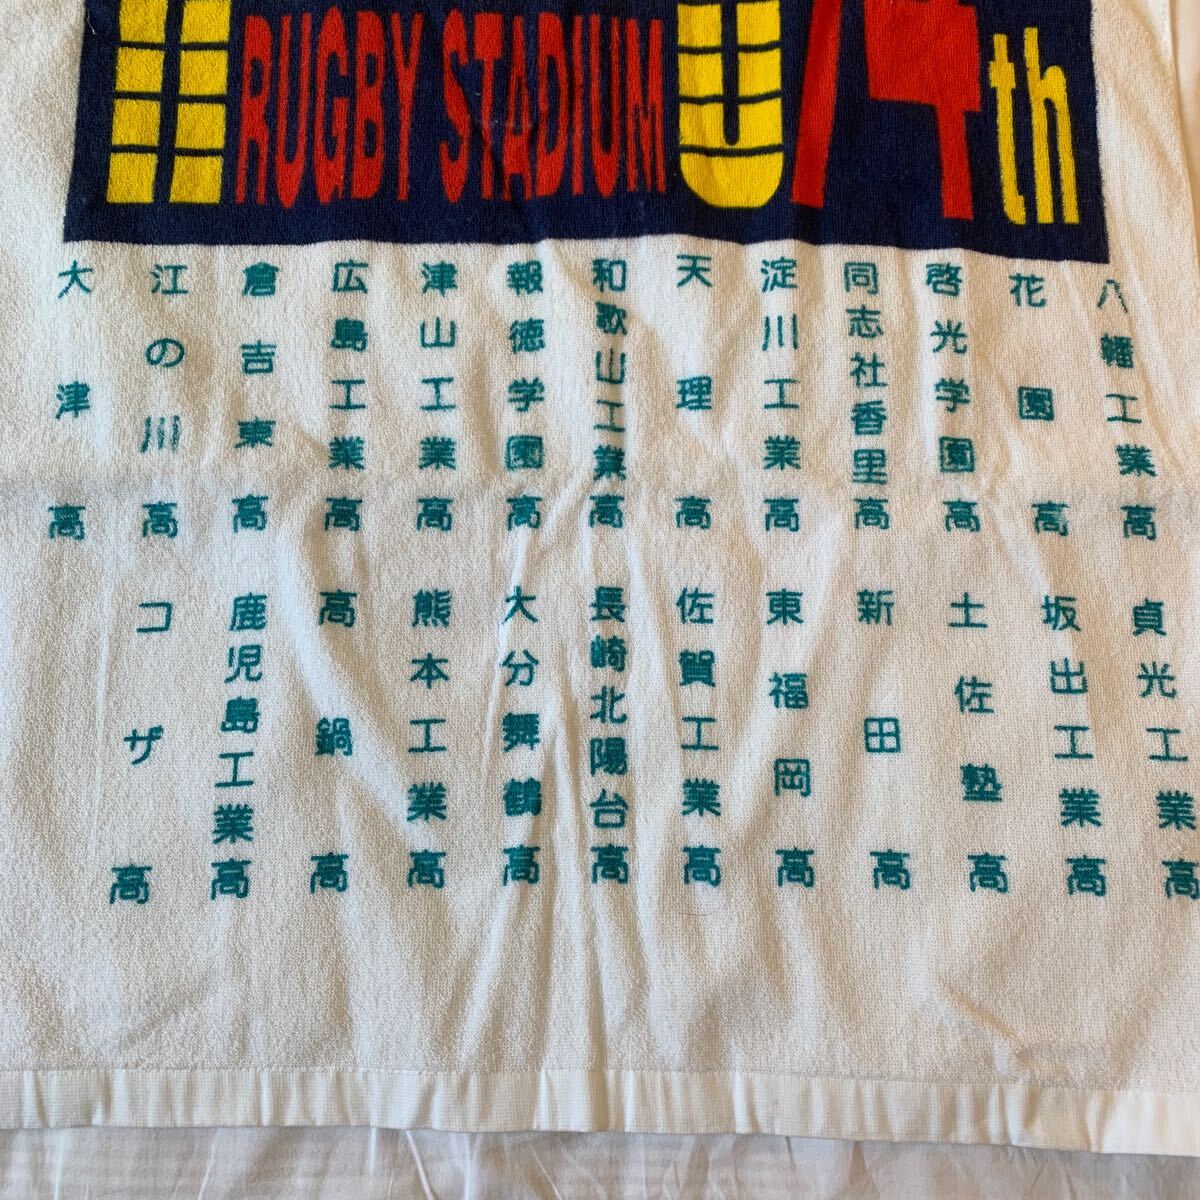 RUGBY STADIUM
74th
八幡工業高
花園高
啓光学園高
同志社香里高
淀川工業高
天理高
和歌山工業高
報徳学園高
津山工業高
広島工業高
倉吉東高
江の川高
大津高
貞光工業高
坂出工業高
土佐塾高
新田高
東福岡高
佐賀工業高
長崎北陽台高
大分舞鶴高
熊本工業高
高鍋高
鹿児島工業高
コザ高